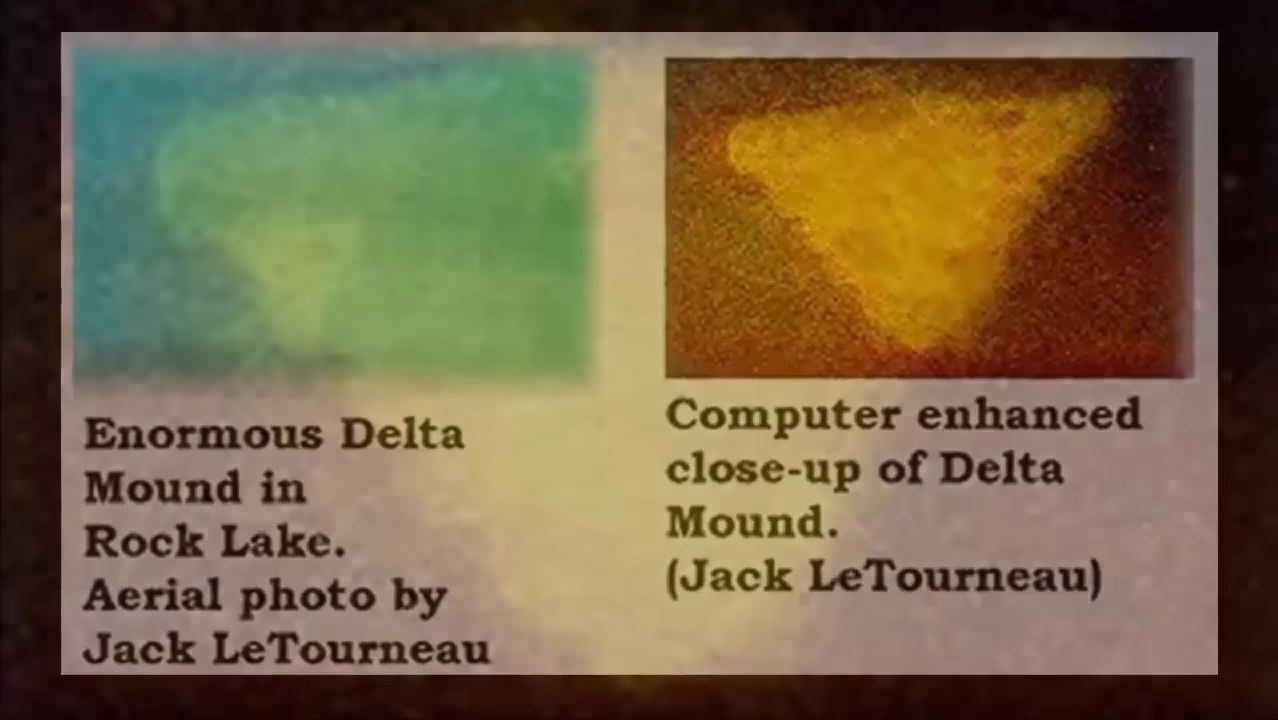 Enormous Delta
Mound in
Rock Lake.
Aerial photo by
Jack LeTourneau
Computer enhanced
close-up of Delta
Mound.
(Jack LeTourneau)